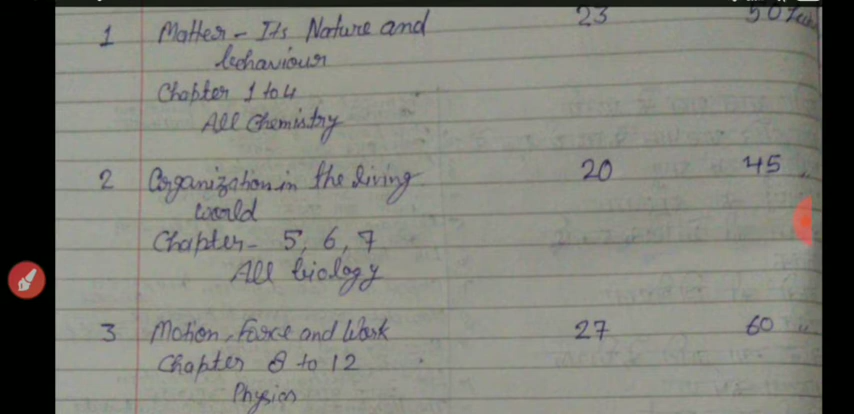 1 Matter - Its Nature and 23 50
behaviour
Chapter 1 to 4
All Chemistry
2 Organization in the living 20 45 "
world
Chapter - 5, 6, 7
All biology
3 Motion, Force and Work 27 60 "
Chapter 8 to 12
Physics